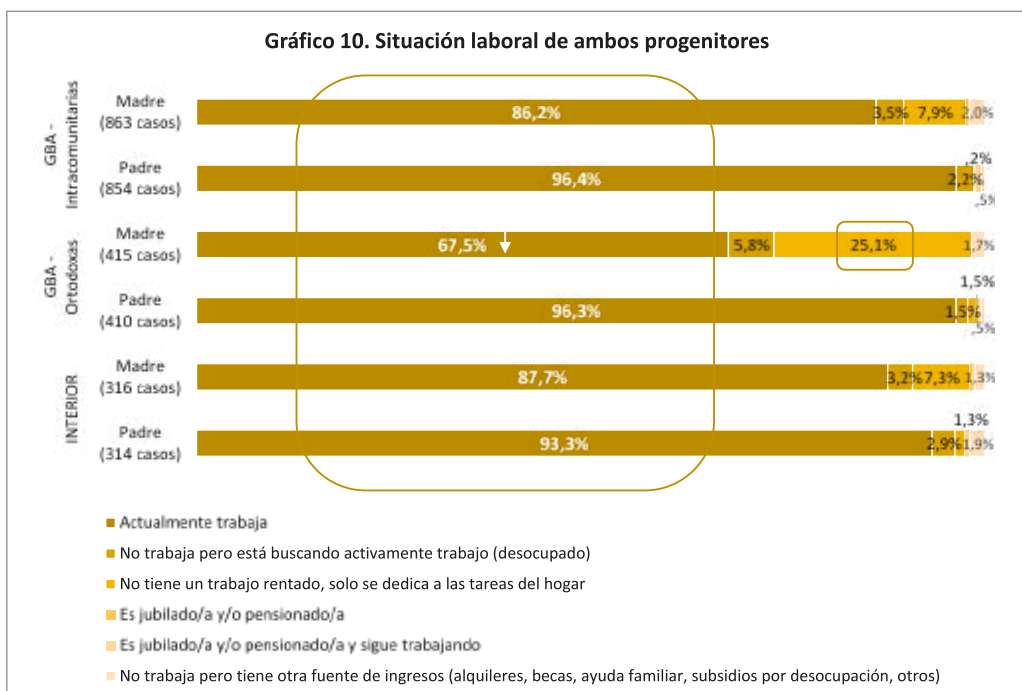 Gráfico 10. Situación laboral de ambos progenitores
GBA -
Intracomunitarias
Madre
(863 casos)
86,2%
3,5%
7,9%
2,0%
Padre
(854 casos)
96,4%
2,2%
,2%
,5%
GBA -
Ortodoxas
Madre
(415 casos)
67,5%
5,8%
25,1%
1,7%
Padre
(410 casos)
96,3%
1,5%
1,5%
,5%
INTERIOR
Madre
(316 casos)
87,7%
3,2%
7,3%
1,3%
Padre
(314 casos)
93,3%
2,9%
1,3%
1,9%
Actualmente trabaja
No trabaja pero está buscando activamente trabajo (desocupado)
No tiene un trabajo rentado, solo se dedica a las tareas del hogar
Es jubilado/a y/o pensionado/a
Es jubilado/a y/o pensionado/a y sigue trabajando
No trabaja pero tiene otra fuente de ingresos (alquileres, becas, ayuda familiar, subsidios por desocupación, otros)